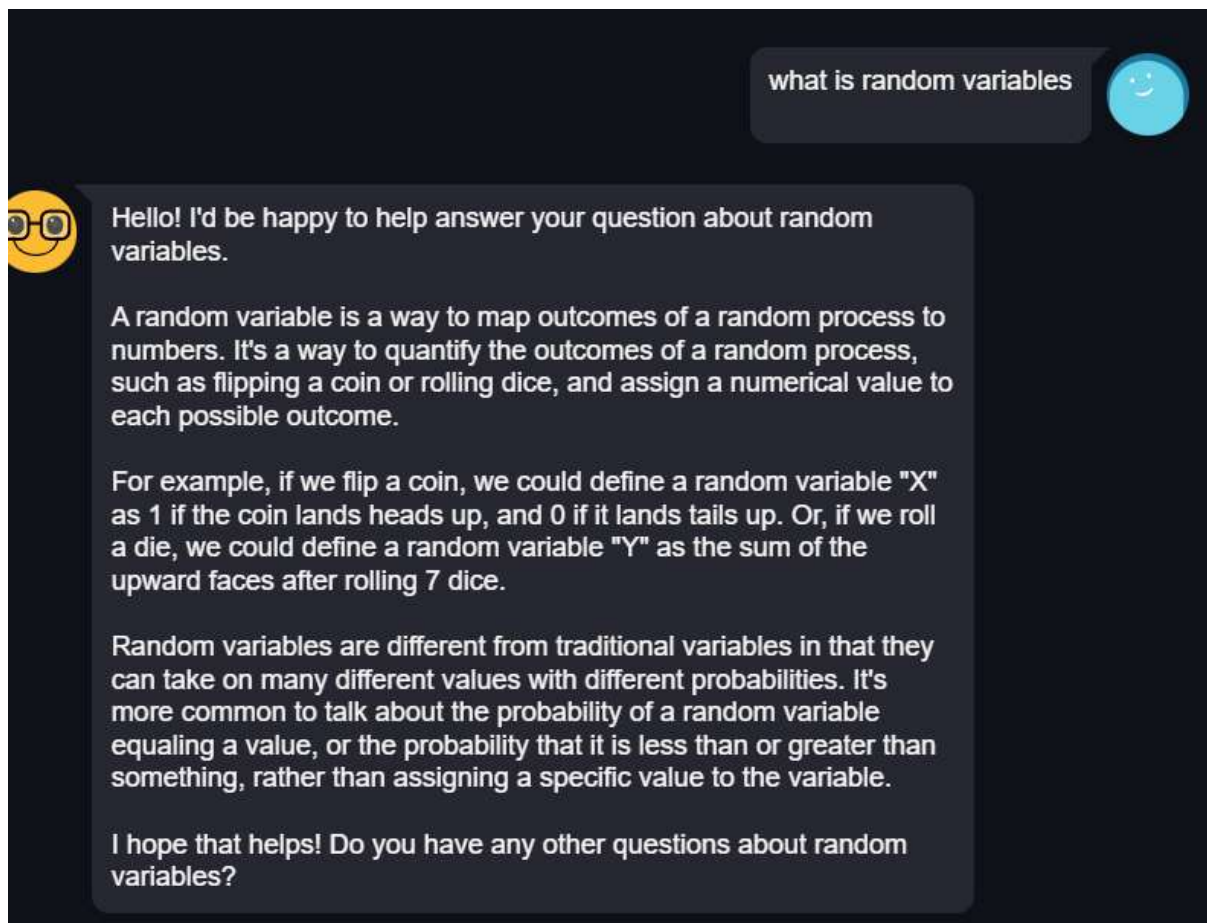 what is random variables
Hello! I'd be happy to help answer your question about random
variables.
A random variable is a way to map outcomes of a random process to
numbers. It's a way to quantify the outcomes of a random process,
such as flipping a coin or rolling dice, and assign a numerical value to
each possible outcome.
For example, if we flip a coin, we could define a random variable "X"
as 1 if the coin lands heads up, and 0 if it lands tails up. Or, if we roll
a die, we could define a random variable "Y" as the sum of the
upward faces after rolling 7 dice.
Random variables are different from traditional variables in that they
can take on many different values with different probabilities. It's
more common to talk about the probability of a random variable
equaling a value, or the probability that it is less than or greater than
something, rather than assigning a specific value to the variable.
I hope that helps! Do you have any other questions about random
variables?